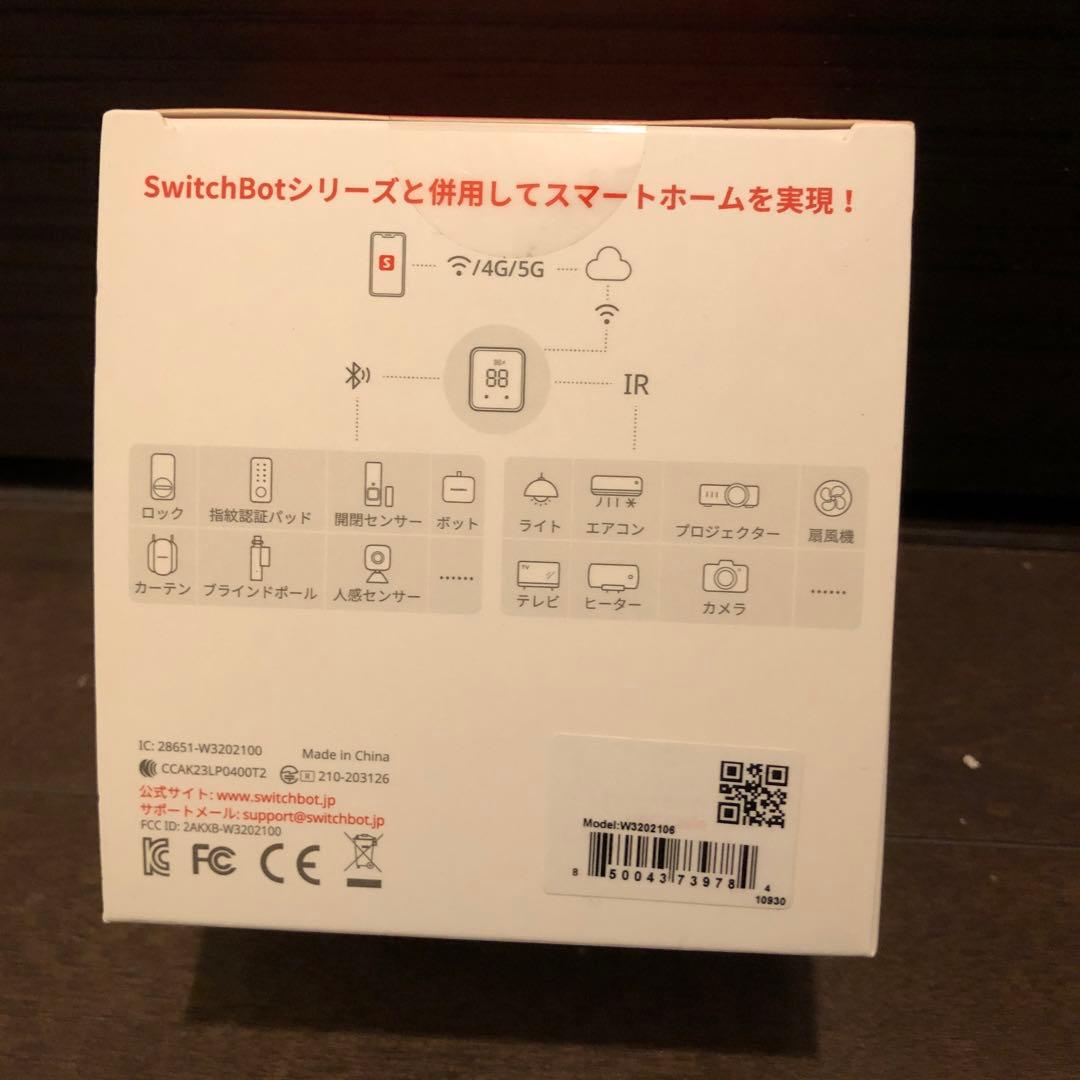 SwitchBotシリーズと併用してスマートホームを実現！
S
/4G/5G
88
IR
ロック 指紋認証パッド 開閉センサー ボット
カーテン ブラインドポール 人感センサー ......
ライト エアコン プロジェクター 扇風機
TV
テレビ ヒーター カメラ ......
IC: 28651-W3202100 Made in China
CCAK23LP0400T2 R 210-203126
公式サイト: www.switchbot.jp
サポートメール: support@switchbot.jp
FCC ID: 2AKXB-W3202100
KC FC CE
Model:W3202106
8 50043 73978 4
10930